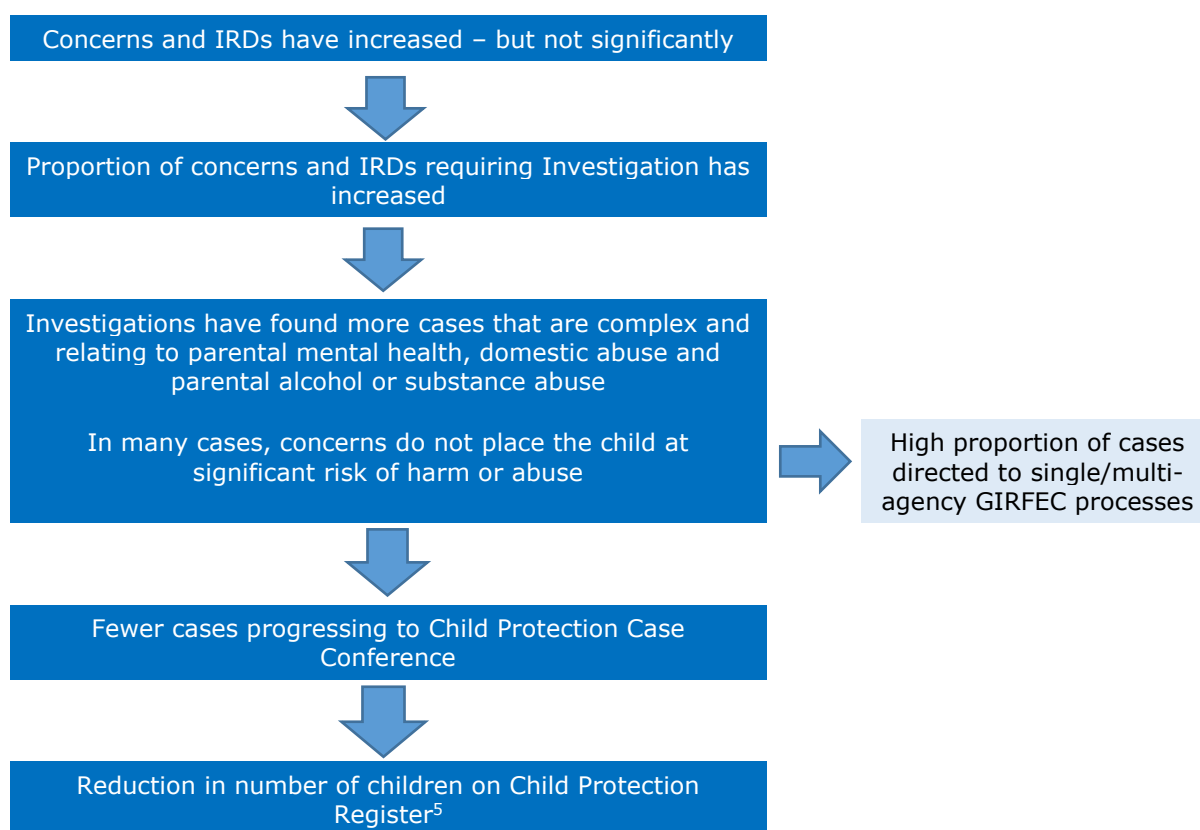 Concerns and IRDs have increased – but not significantly
Proportion of concerns and IRDs requiring Investigation has
increased
Investigations have found more cases that are complex and
relating to parental mental health, domestic abuse and
parental alcohol or substance abuse
In many cases, concerns do not place the child at
significant risk of harm or abuse
High proportion of cases
directed to single/multi-
agency GIRFEC processes
Fewer cases progressing to Child Protection Case
Conference
Reduction in number of children on Child Protection
Register⁵